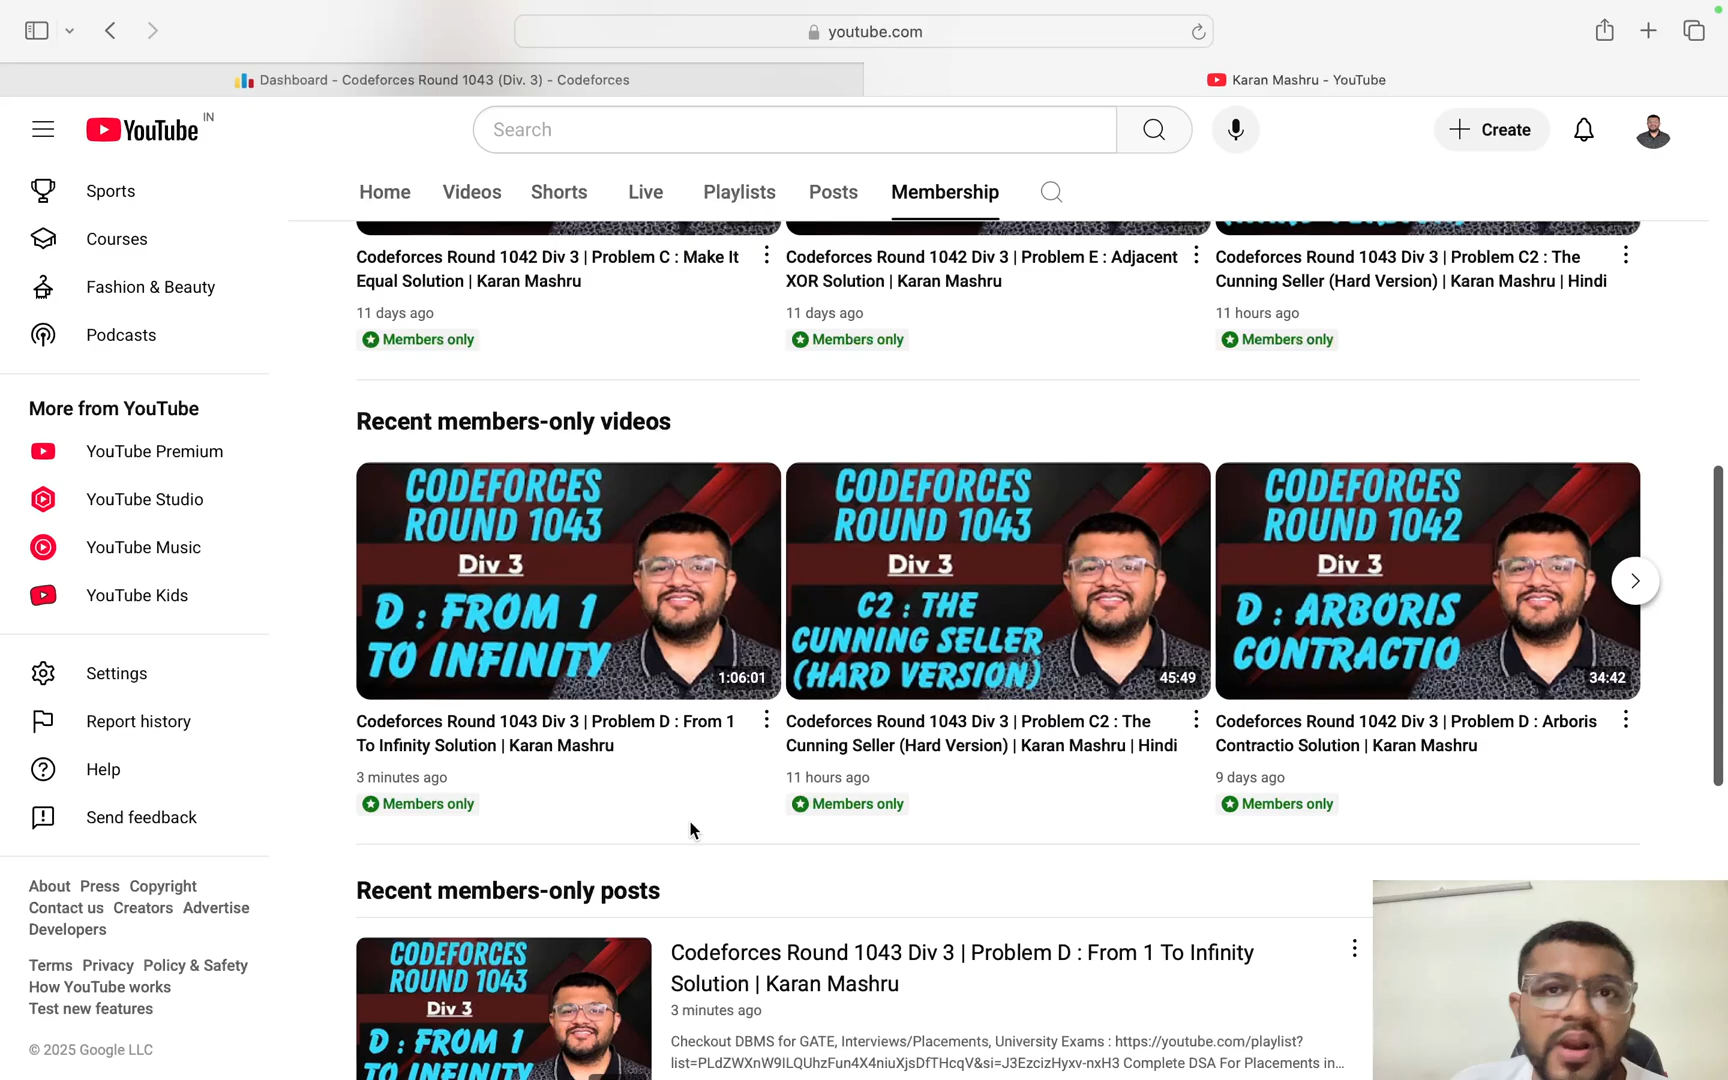 youtube.com
Dashboard - Codeforces Round 1043 (Div. 3) - Codeforces
Karan Mashru - YouTube
YouTube
IN
Search
Create
Home
Videos
Shorts
Live
Playlists
Posts
Membership
Sports
Courses
Fashion & Beauty
Podcasts
More from YouTube
YouTube Premium
YouTube Studio
YouTube Music
YouTube Kids
Settings
Report history
Help
Send feedback
About Press Copyright
Contact us Creators Advertise
Developers
Terms Privacy Policy & Safety
How YouTube works
Test new features
© 2025 Google LLC
Codeforces Round 1042 Div 3 | Problem C : Make It
Equal Solution | Karan Mashru
11 days ago
Members only
Codeforces Round 1042 Div 3 | Problem E : Adjacent
XOR Solution | Karan Mashru
11 days ago
Members only
Codeforces Round 1043 Div 3 | Problem C2 : The
Cunning Seller (Hard Version) | Karan Mashru | Hindi
11 hours ago
Members only
Recent members-only videos
CODEFORCES
ROUND 1043
Div 3
D : FROM 1
TO INFINITY
1:06:01
Codeforces Round 1043 Div 3 | Problem D : From 1
To Infinity Solution | Karan Mashru
3 minutes ago
Members only
CODEFORCES
ROUND 1043
Div 3
C2 : THE
CUNNING SELLER
(HARD VERSION)
45:49
Codeforces Round 1043 Div 3 | Problem C2 : The
Cunning Seller (Hard Version) | Karan Mashru | Hindi
11 hours ago
Members only
CODEFORCES
ROUND 1042
Div 3
D : ARBORIS
CONTRACTIO
34:42
Codeforces Round 1042 Div 3 | Problem D : Arboris
Contractio Solution | Karan Mashru
9 days ago
Members only
Recent members-only posts
CODEFORCES
ROUND 1043
Div 3
D : FROM 1
TO INFINITY
Codeforces Round 1043 Div 3 | Problem D : From 1 To Infinity
Solution | Karan Mashru
3 minutes ago
Checkout DBMS for GATE, Interviews/Placements, University Exams : https://youtube.com/playlist?
list=PLdZWXnW9ILQUhzFun4X4niuXjsDfTHcqV&si=J3EzcizHyxv-nxH3 Complete DSA For Placements in...